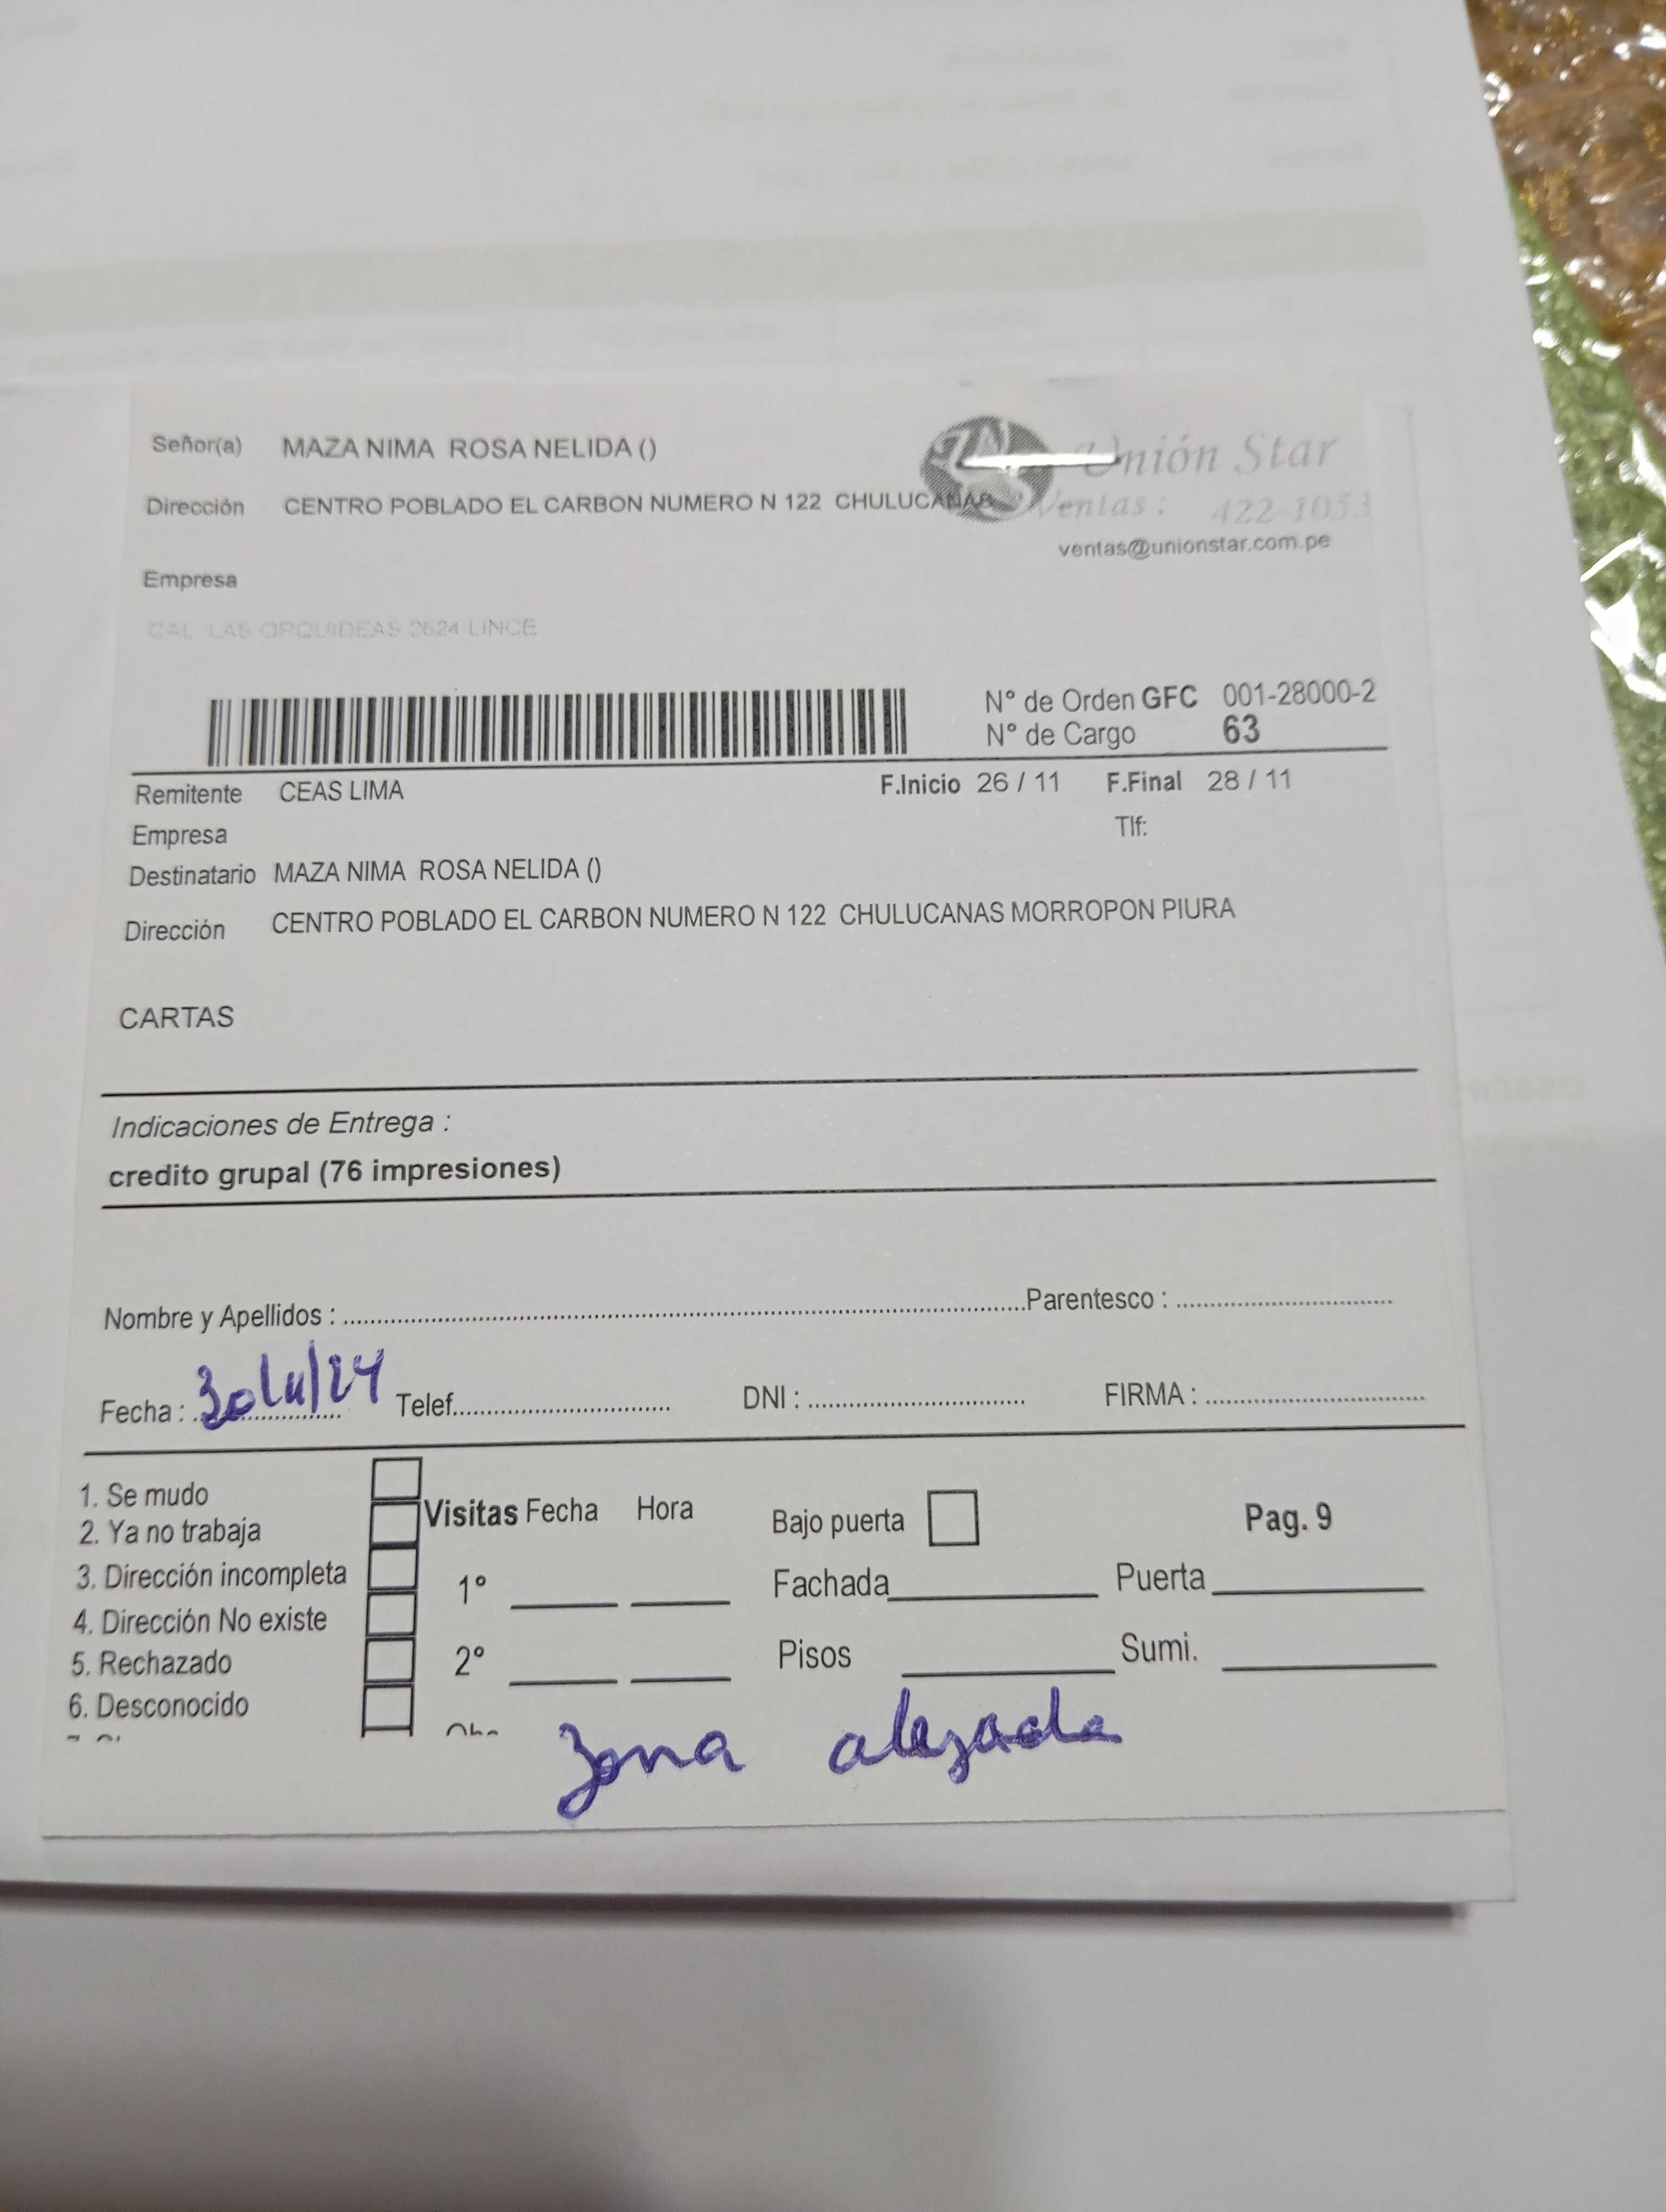 Señor(a) MAZA NIMA ROSA NELIDA ()
Unión Star
Dirección CENTRO POBLADO EL CARBON NUMERO N 122 CHULUCANAS
Ventas: 422-1053
ventas@unionstar.com.pe
Empresa
CAL LAS ORQUIDEAS 2624 LINCE
N° de Orden GFC 001-28000-2
N° de Cargo 63
Remitente CEAS LIMA F.Inicio 26 / 11 F.Final 28 / 11
Empresa Tlf:
Destinatario MAZA NIMA ROSA NELIDA ()
Dirección CENTRO POBLADO EL CARBON NUMERO N 122 CHULUCANAS MORROPON PIURA
CARTAS
Indicaciones de Entrega :
credito grupal (76 impresiones)
Nombre y Apellidos : Parentesco :
Fecha : 30/11/24 Telef. DNI : FIRMA :
1. Se mudo
2. Ya no trabaja
3. Dirección incompleta
4. Dirección No existe
5. Rechazado
6. Desconocido
Visitas Fecha Hora
1°
2°
Bajo puerta Pag. 9
Fachada Puerta
Pisos Sumi.
zona alejada